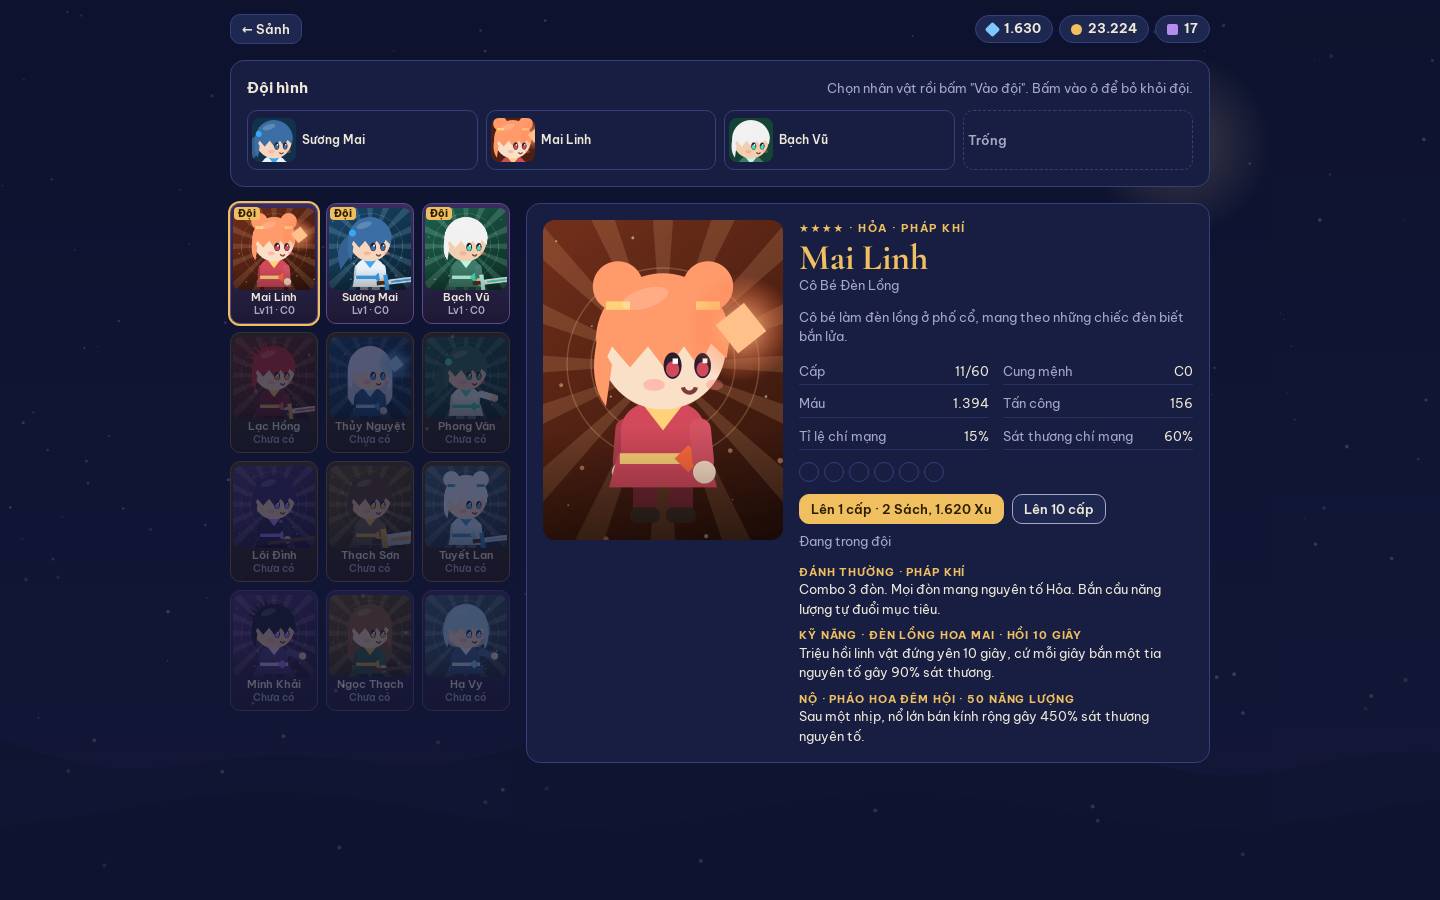 ← Sảnh
1.630
23.224
17
Đội hình
Chọn nhân vật rồi bấm "Vào đội". Bấm vào ô để bỏ khỏi đội.
Sương Mai
Mai Linh
Bạch Vũ
Trống
Đội
Mai Linh
Lv11 · C0
Đội
Sương Mai
Lv1 · C0
Đội
Bạch Vũ
Lv1 · C0
Lạc Hồng
Chưa có
Thủy Nguyệt
Chưa có
Phong Vân
Chưa có
Lôi Đình
Chưa có
Thạch Sơn
Chưa có
Tuyết Lan
Chưa có
Minh Khải
Chưa có
Ngọc Thạch
Chưa có
Hạ Vy
Chưa có
★★★★ · HỎA · PHÁP KHÍ
Mai Linh
Cô Bé Đèn Lồng
Cô bé làm đèn lồng ở phố cổ, mang theo những chiếc đèn biết
bắn lửa.
Cấp 11/60
Cung mệnh C0
Máu 1.394
Tấn công 156
Tỉ lệ chí mạng 15%
Sát thương chí mạng 60%
Lên 1 cấp · 2 Sách, 1.620 Xu
Lên 10 cấp
Đang trong đội
ĐÁNH THƯỜNG · PHÁP KHÍ
Combo 3 đòn. Mọi đòn mang nguyên tố Hỏa. Bắn cầu năng
lượng tự đuổi mục tiêu.
KỸ NĂNG · ĐÈN LỒNG HOA MAI · HỒI 10 GIÂY
Triệu hồi linh vật đứng yên 10 giây, cứ mỗi giây bắn một tia
nguyên tố gây 90% sát thương.
NỘ · PHÁO HOA ĐÊM HỘI · 50 NĂNG LƯỢNG
Sau một nhịp, nổ lớn bán kính rộng gây 450% sát thương
nguyên tố.